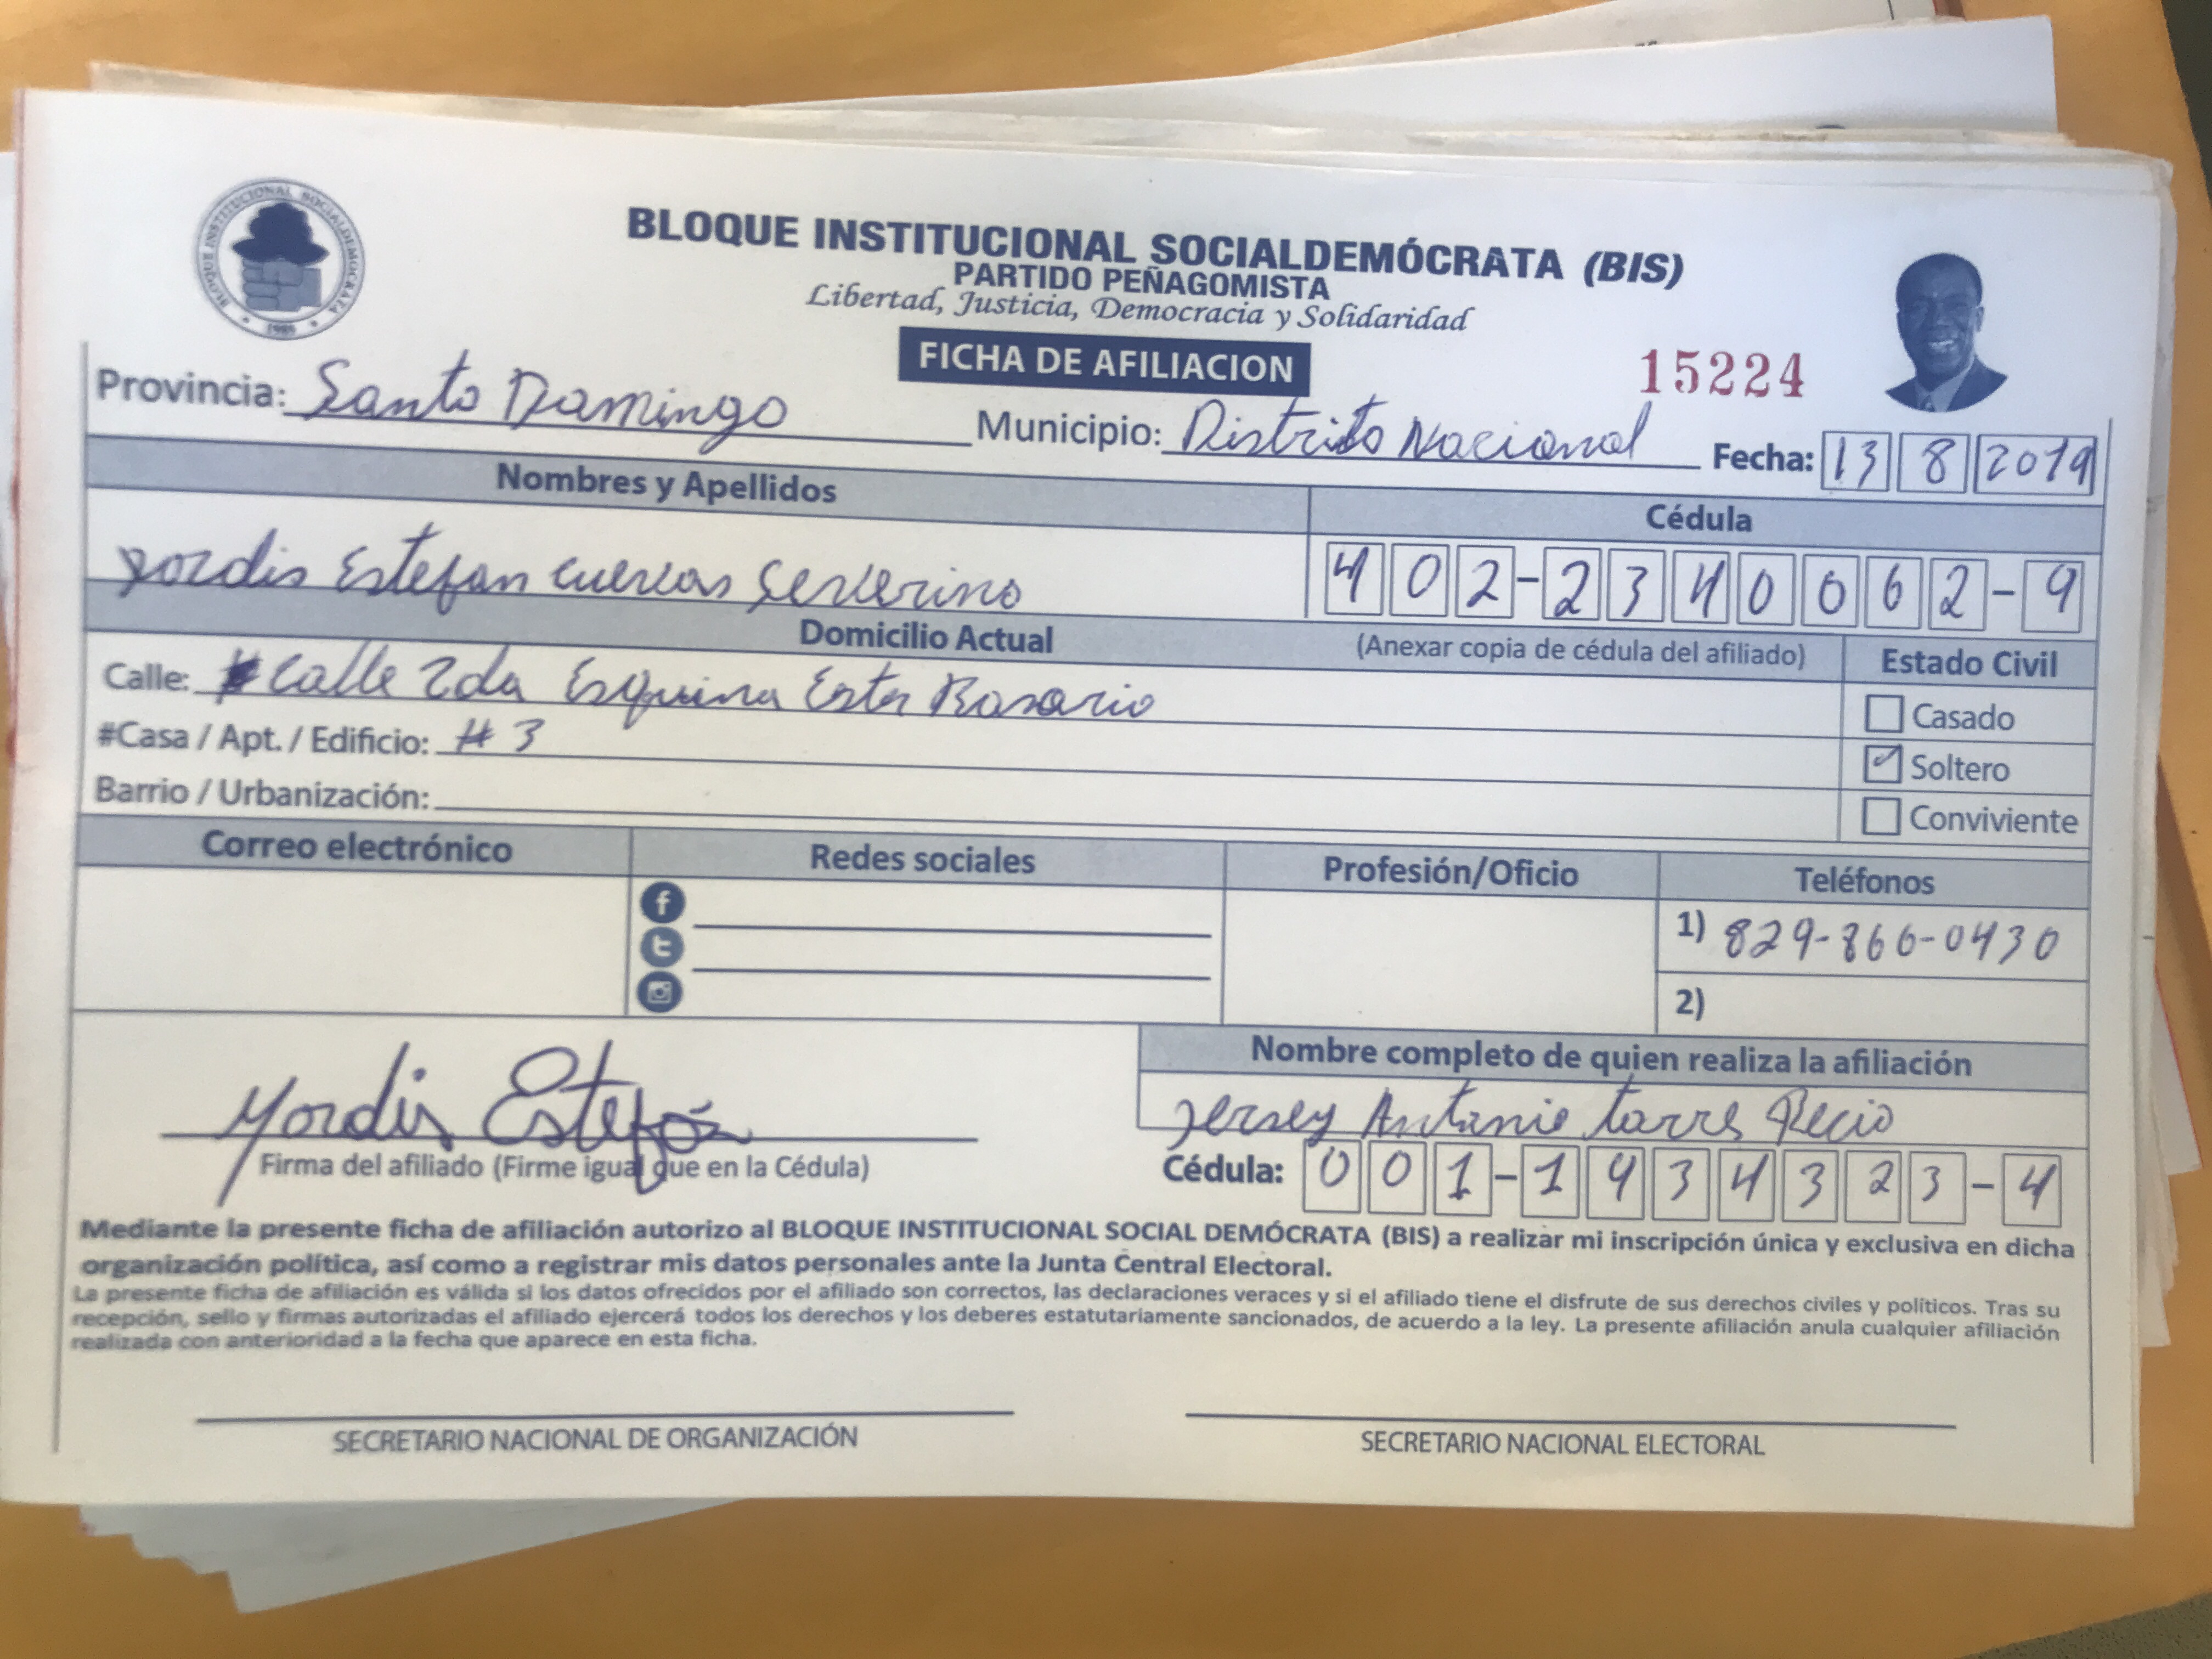 BLOQUE INSTITUCIONAL SOCIALDEMOCRATA
1989
BLOQUE INSTITUCIONAL SOCIALDEMÓCRATA (BIS)
PARTIDO PEÑAGOMISTA
Libertad, Justicia, Democracia y Solidaridad
FICHA DE AFILIACION
15224
Provincia: Santo Domingo Municipio: Distrito Nacional Fecha: 13 8 2019
Nombres y Apellidos Cédula
Yordis Estefan Cuevas Severino 402-2340062-9
Domicilio Actual (Anexar copia de cédula del afiliado) Estado Civil
Calle: Calle 2da Esquina Ester Rosario
Casado
#Casa / Apt. / Edificio: # 3
Soltero
Barrio / Urbanización:
Conviviente
Correo electrónico Redes sociales Profesión/Oficio Teléfonos
1) 829-866-0430
2)
Nombre completo de quien realiza la afiliación
Yordis Estefan
Jersey Antonio Torres Recio
Firma del afiliado (Firme igual que en la Cédula) Cédula: 001-1434323-4
Mediante la presente ficha de afiliación autorizo al BLOQUE INSTITUCIONAL SOCIAL DEMÓCRATA (BIS) a realizar mi inscripción única y exclusiva en dicha
organización política, así como a registrar mis datos personales ante la Junta Central Electoral.
La presente ficha de afiliación es válida si los datos ofrecidos por el afiliado son correctos, las declaraciones veraces y si el afiliado tiene el disfrute de sus derechos civiles y políticos. Tras su
recepción, sello y firmas autorizadas el afiliado ejercerá todos los derechos y los deberes estatutariamente sancionados, de acuerdo a la ley. La presente afiliación anula cualquier afiliación
realizada con anterioridad a la fecha que aparece en esta ficha.
SECRETARIO NACIONAL DE ORGANIZACIÓN SECRETARIO NACIONAL ELECTORAL